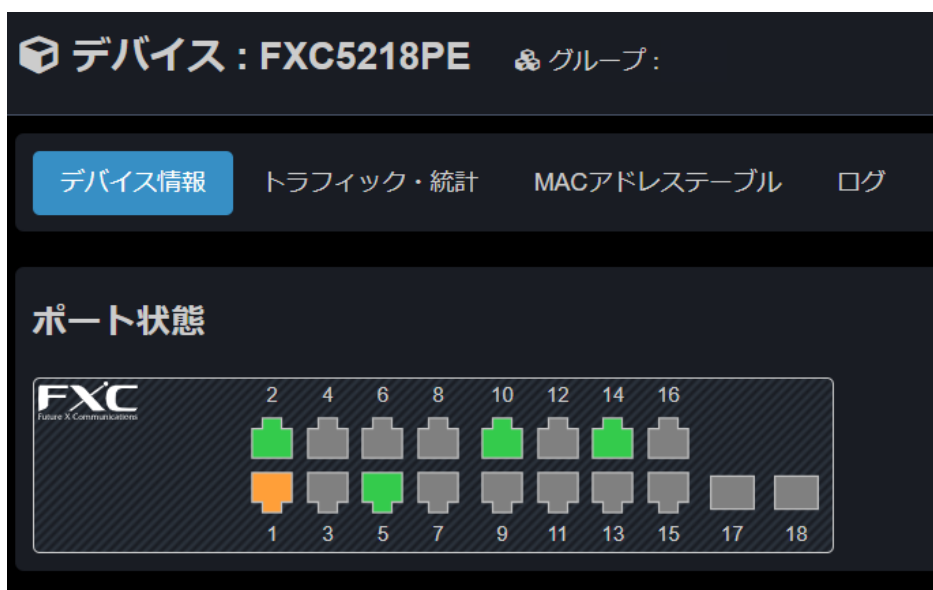 デバイス : FXC5218PE グループ :
デバイス情報 トラフィック・統計 MACアドレステーブル ログ
ポート状態
FXC
Future X Communications
2 4 6 8 10 12 14 16
1 3 5 7 9 11 13 15 17 18